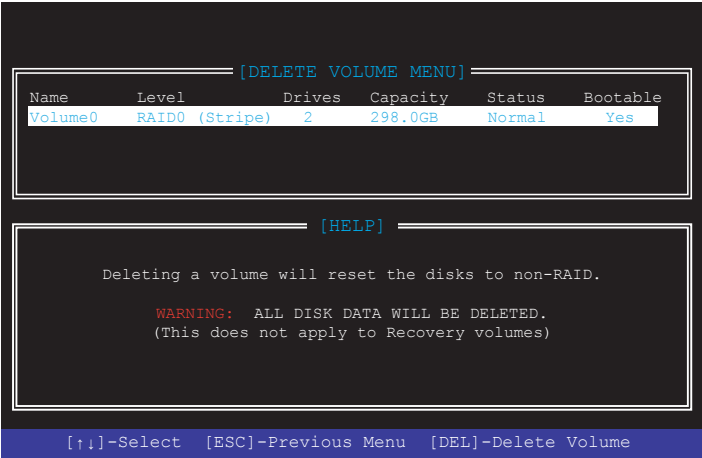 [DELETE VOLUME MENU]
Name Level Drives Capacity Status Bootable
Volume0 RAID0 (Stripe) 2 298.0GB Normal Yes
[HELP]
Deleting a volume will reset the disks to non-RAID.
WARNING: ALL DISK DATA WILL BE DELETED.
(This does not apply to Recovery volumes)
[↑↓]-Select [ESC]-Previous Menu [DEL]-Delete Volume